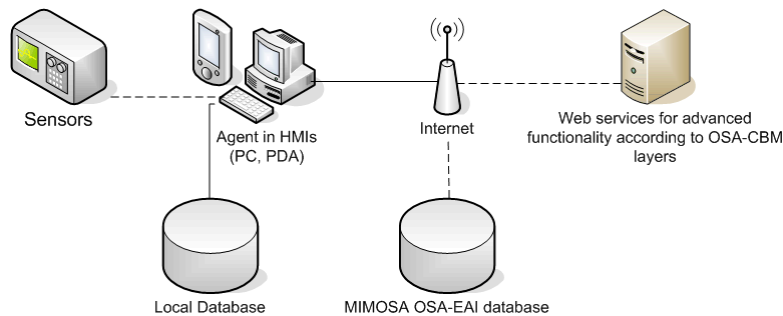 Sensors
Agent in HMIs
(PC, PDA)
Internet
Web services for advanced
functionality according to OSA-CBM
layers
Local Database
MIMOSA OSA-EAI database